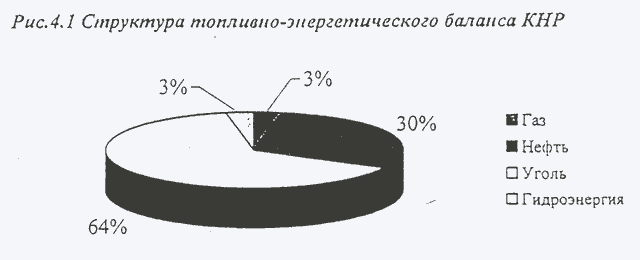 Рис.4.1 Структура топливно-энергетического баланса КНР
3%
3%
30%
64%
Газ
Нефть
Уголь
Гидроэнергия